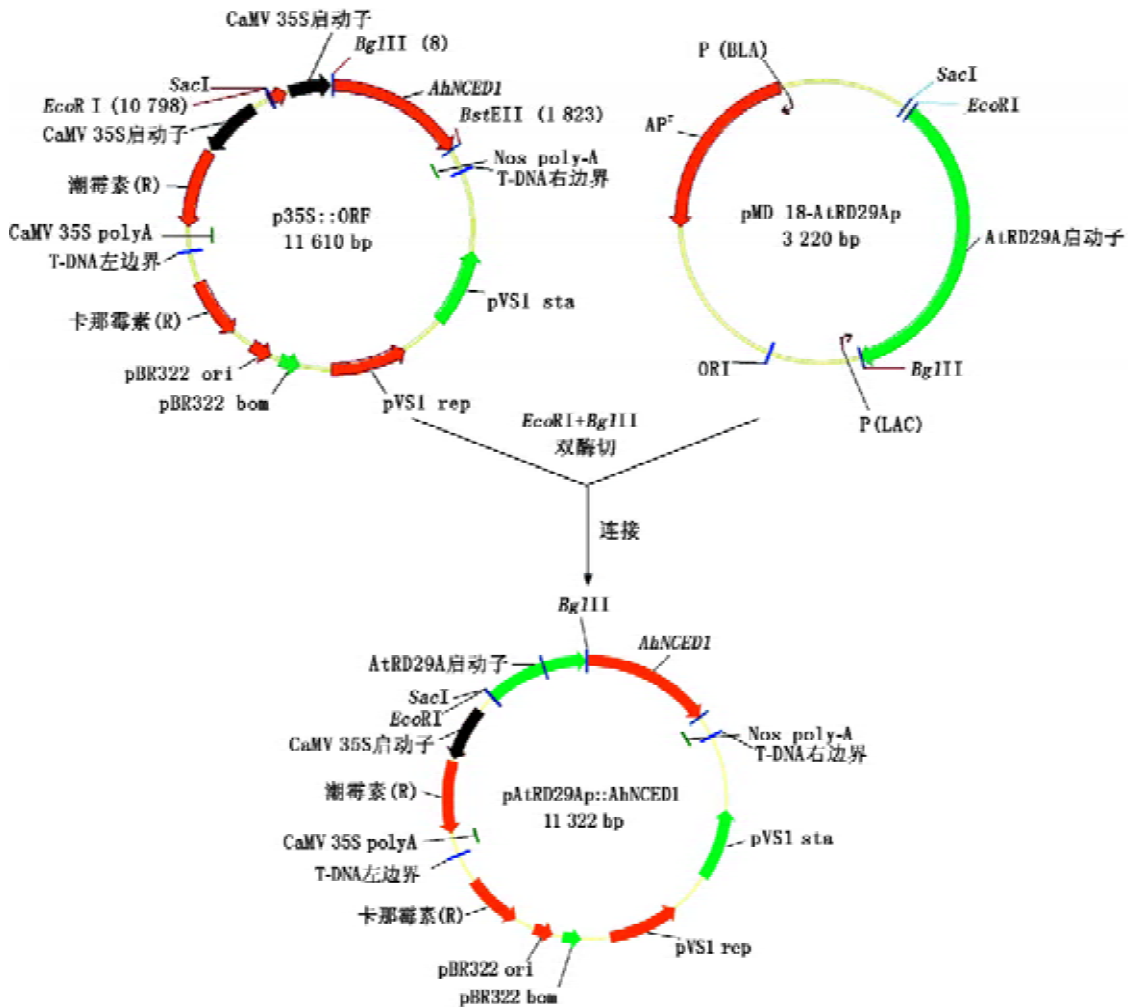 CaMV 35S启动子
BglII (8)
SacI
EcoR I (10 798)
CaMV 35S启动子
AhNCED1
BstEII (1 823)
Nos poly-A
T-DNA右边界
潮霉素(R)
p35S::ORF
11 610 bp
CaMV 35S polyA
T-DNA左边界
pVS1 sta
卡那霉素(R)
pBR322 ori
pBR322 bom
pVS1 rep
P (BLA)
SacI
EcoRI
APr
pMD 18-AtRD29Ap
3 220 bp
AtRD29A启动子
ORI
BglII
P(LAC)
EcoRI+BglII
双酶切
连接
BglII
AtRD29A启动子
AhNCED1
SacI
EcoRI
CaMV 35S启动子
Nos poly-A
T-DNA右边界
潮霉素(R)
pAtRD29Ap::AhNCED1
11 322 bp
CaMV 35S polyA
T-DNA左边界
pVS1 sta
卡那霉素(R)
pVS1 rep
pBR322 ori
pBR322 bom